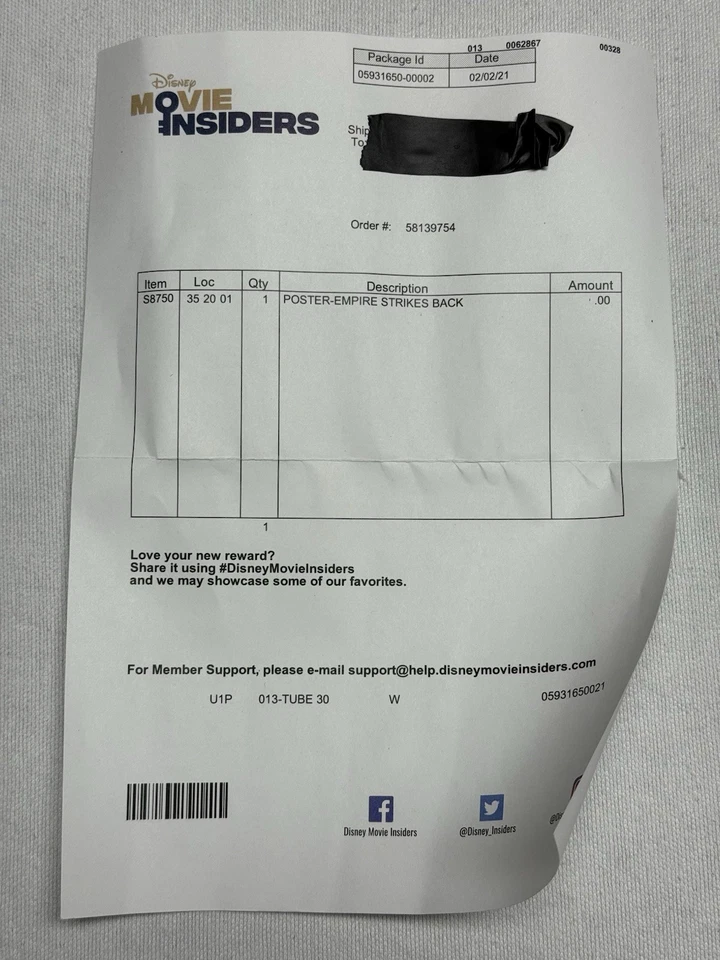 013 0062867 00328
Package Id Date
05931650-00002 02/02/21
Disney
MOVIE
INSIDERS
Ship
To:
Order #: 58139754
Item Loc Qty Description Amount
S8750 35 20 01 1 POSTER-EMPIRE STRIKES BACK .00
1
Love your new reward?
Share it using #DisneyMovieInsiders
and we may showcase some of our favorites.
For Member Support, please e-mail support@help.disneymovieinsiders.com
U1P 013-TUBE 30 W 05931650021
Disney Movie Insiders @Disney_Insiders